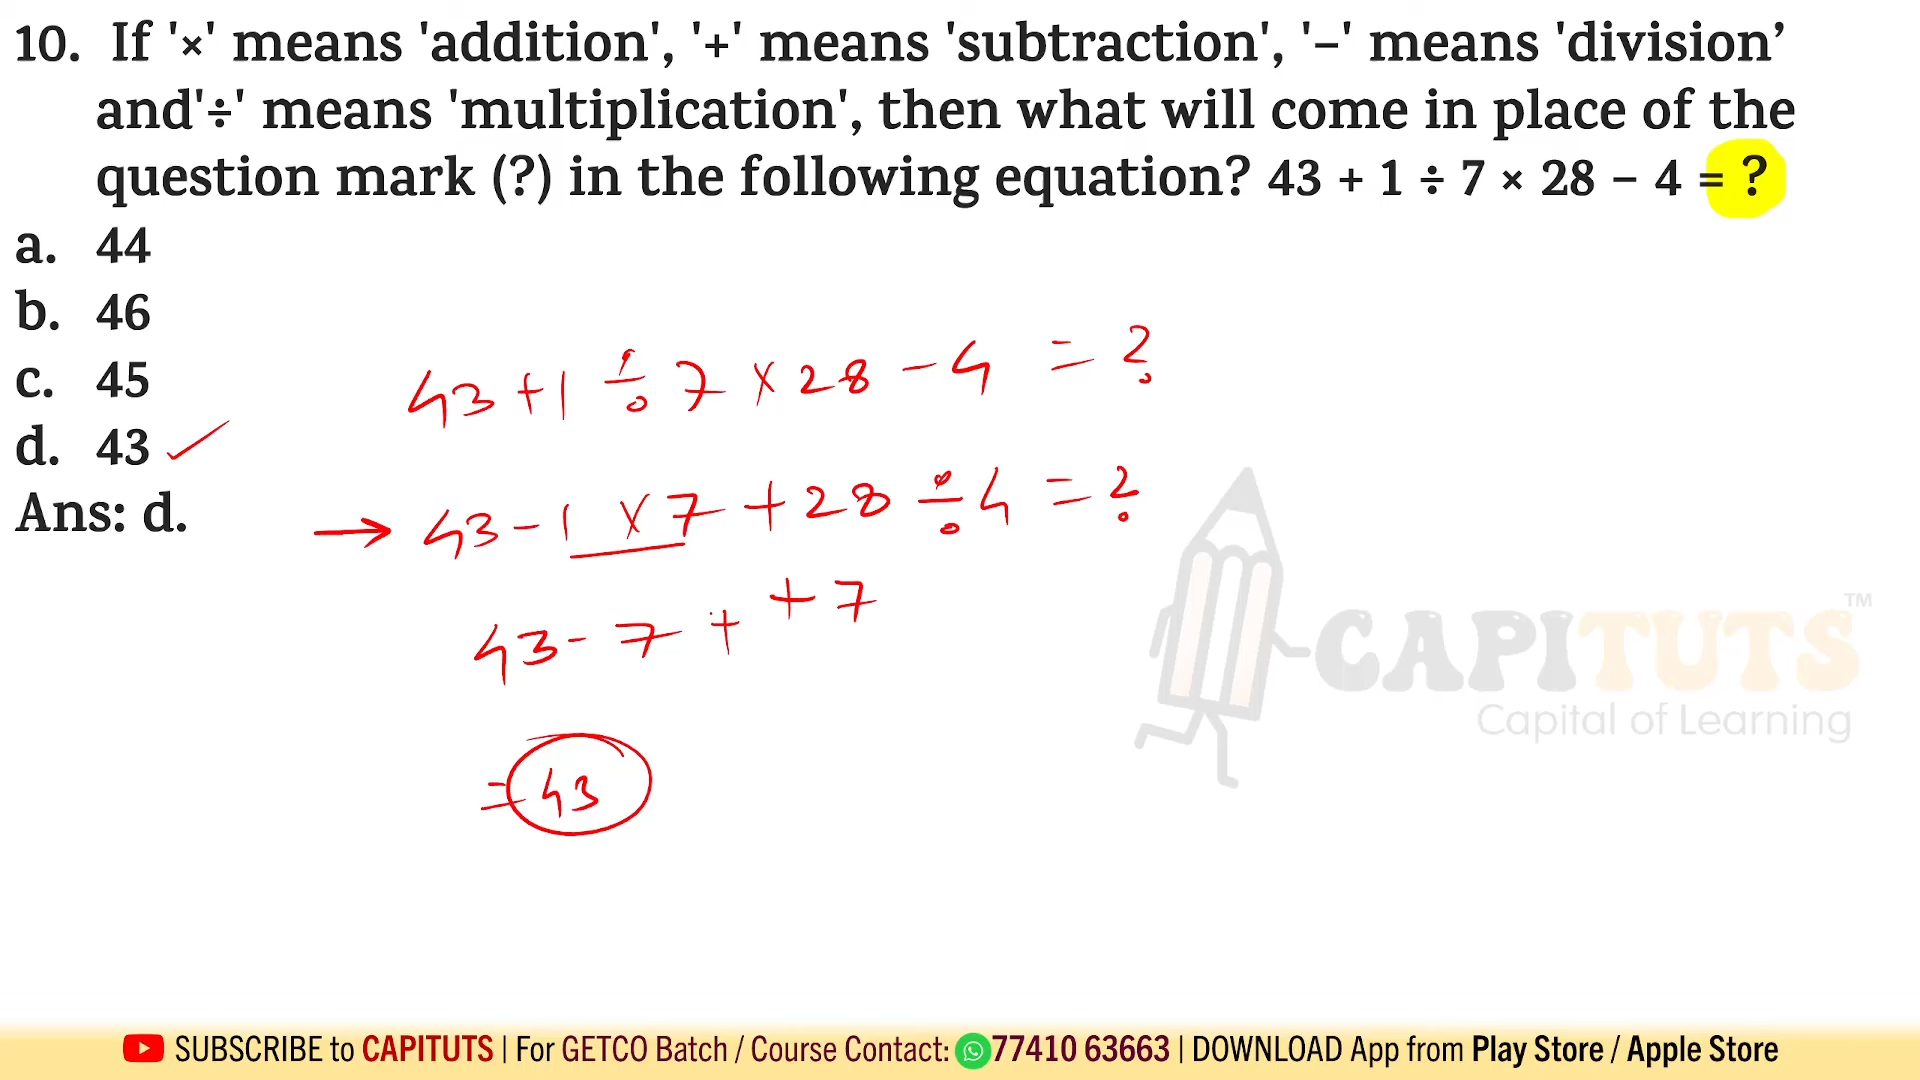 10. If '×' means 'addition', '+' means 'subtraction', '–' means 'division’
and'÷' means 'multiplication', then what will come in place of the
question mark (?) in the following equation? 43 + 1 ÷ 7 × 28 – 4 = ?
a. 44
b. 46
c. 45
d. 43 ✓
Ans: d.
43 + 1 ÷ 7 × 28 – 4 = ?
→ 43 – 1 × 7 + 28 ÷ 4 = ?
43 – 7 + + 7
= 43
CAPITUTS™
Capital of Learning
SUBSCRIBE to CAPITUTS | For GETCO Batch / Course Contact: 77410 63663 | DOWNLOAD App from Play Store / Apple Store